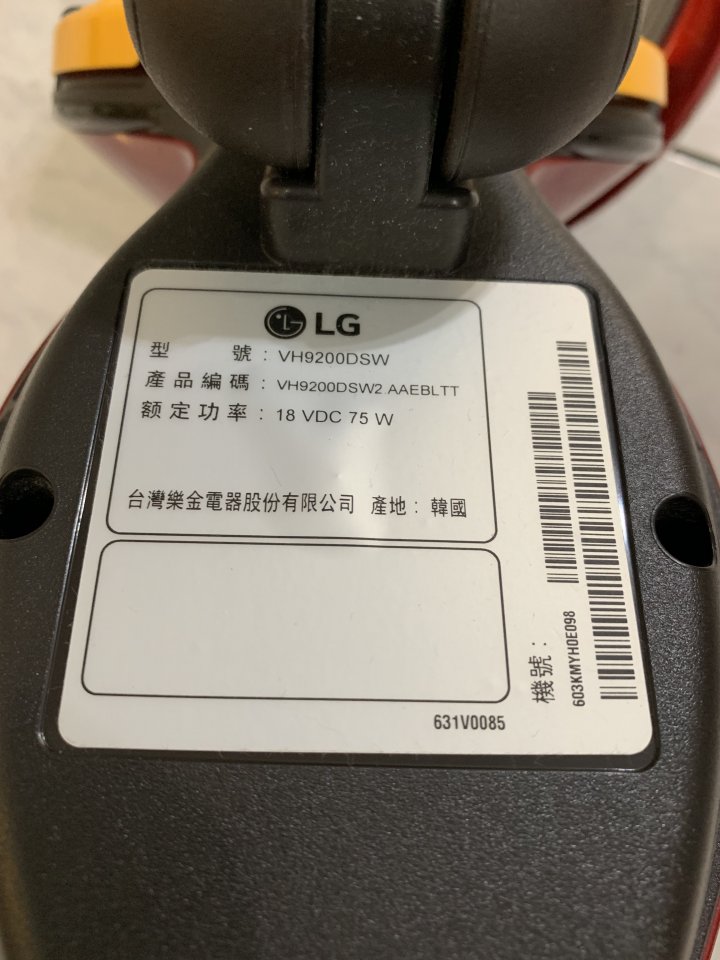 LG
型 號 : VH9200DSW
產品編碼 : VH9200DSW2.AAEBLTT
额定功率 : 18 VDC 75 W
台灣樂金電器股份有限公司 產地 : 韓國
631V0085
機號 :
603KMYH0E098